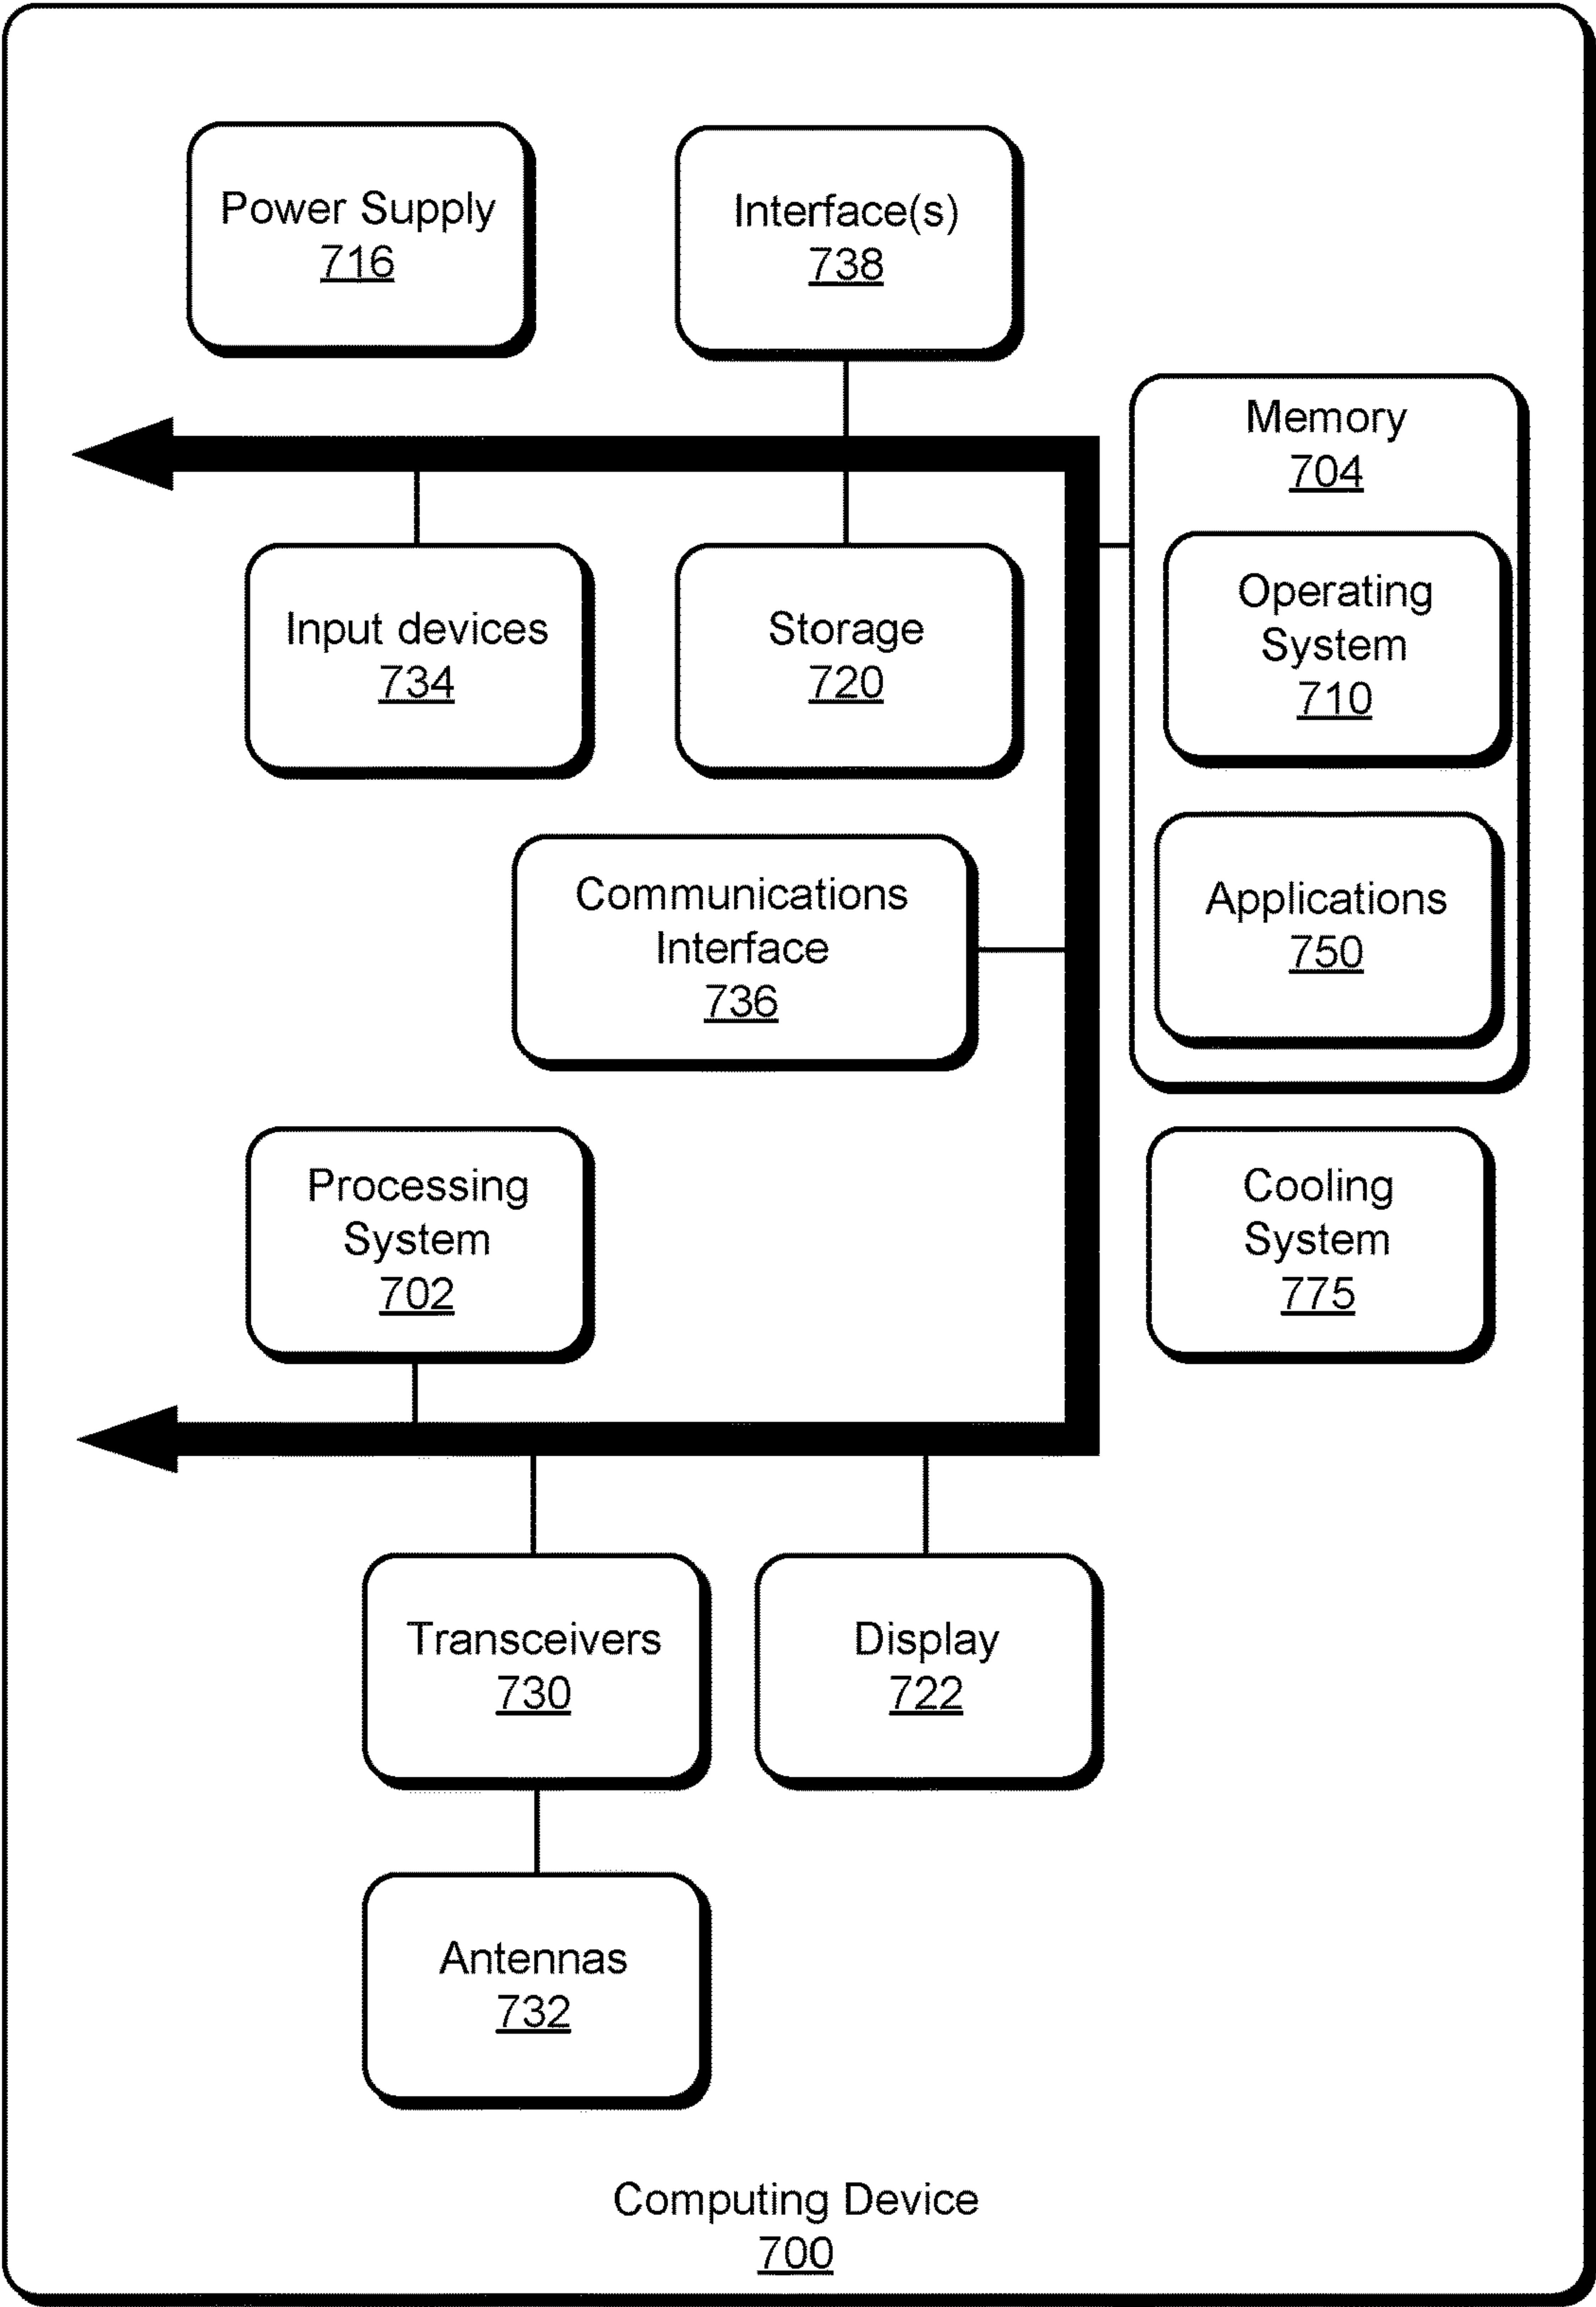 Power Supply
716
Interface(s)
738
Memory
704
Operating
System
710
Applications
750
Input devices
734
Storage
720
Communications
Interface
736
Processing
System
702
Cooling
System
775
Transceivers
730
Display
722
Antennas
732
Computing Device
700